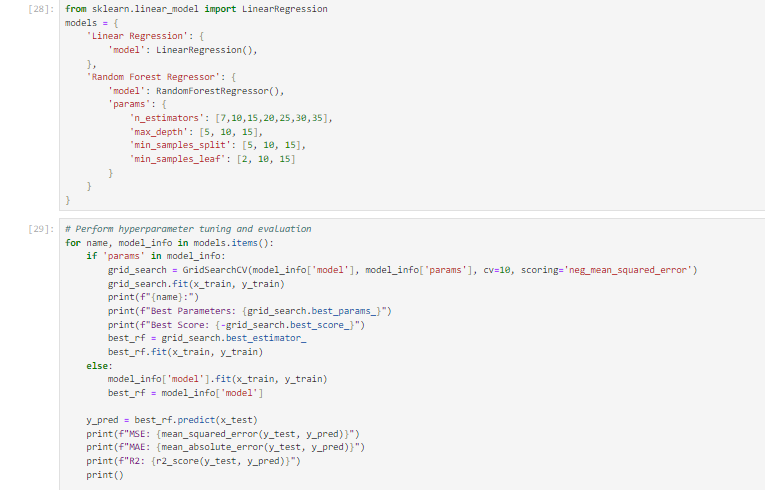 [28]: from sklearn.linear_model import LinearRegression
models = {
    'Linear Regression': {
        'model': LinearRegression(),
    },
    'Random Forest Regressor': {
        'model': RandomForestRegressor(),
        'params': {
            'n_estimators': [7,10,15,20,25,30,35],
            'max_depth': [5, 10, 15],
            'min_samples_split': [5, 10, 15],
            'min_samples_leaf': [2, 10, 15]
        }
    }
}
[29]: # Perform hyperparameter tuning and evaluation
for name, model_info in models.items():
    if 'params' in model_info:
        grid_search = GridSearchCV(model_info['model'], model_info['params'], cv=10, scoring='neg_mean_squared_error')
        grid_search.fit(x_train, y_train)
        print(f"{name}:")
        print(f"Best Parameters: {grid_search.best_params_}")
        print(f"Best Score: {-grid_search.best_score_}")
        best_rf = grid_search.best_estimator_
        best_rf.fit(x_train, y_train)
    else:
        model_info['model'].fit(x_train, y_train)
        best_rf = model_info['model']
    y_pred = best_rf.predict(x_test)
    print(f"MSE: {mean_squared_error(y_test, y_pred)}")
    print(f"MAE: {mean_absolute_error(y_test, y_pred)}")
    print(f"R2: {r2_score(y_test, y_pred)}")
    print()